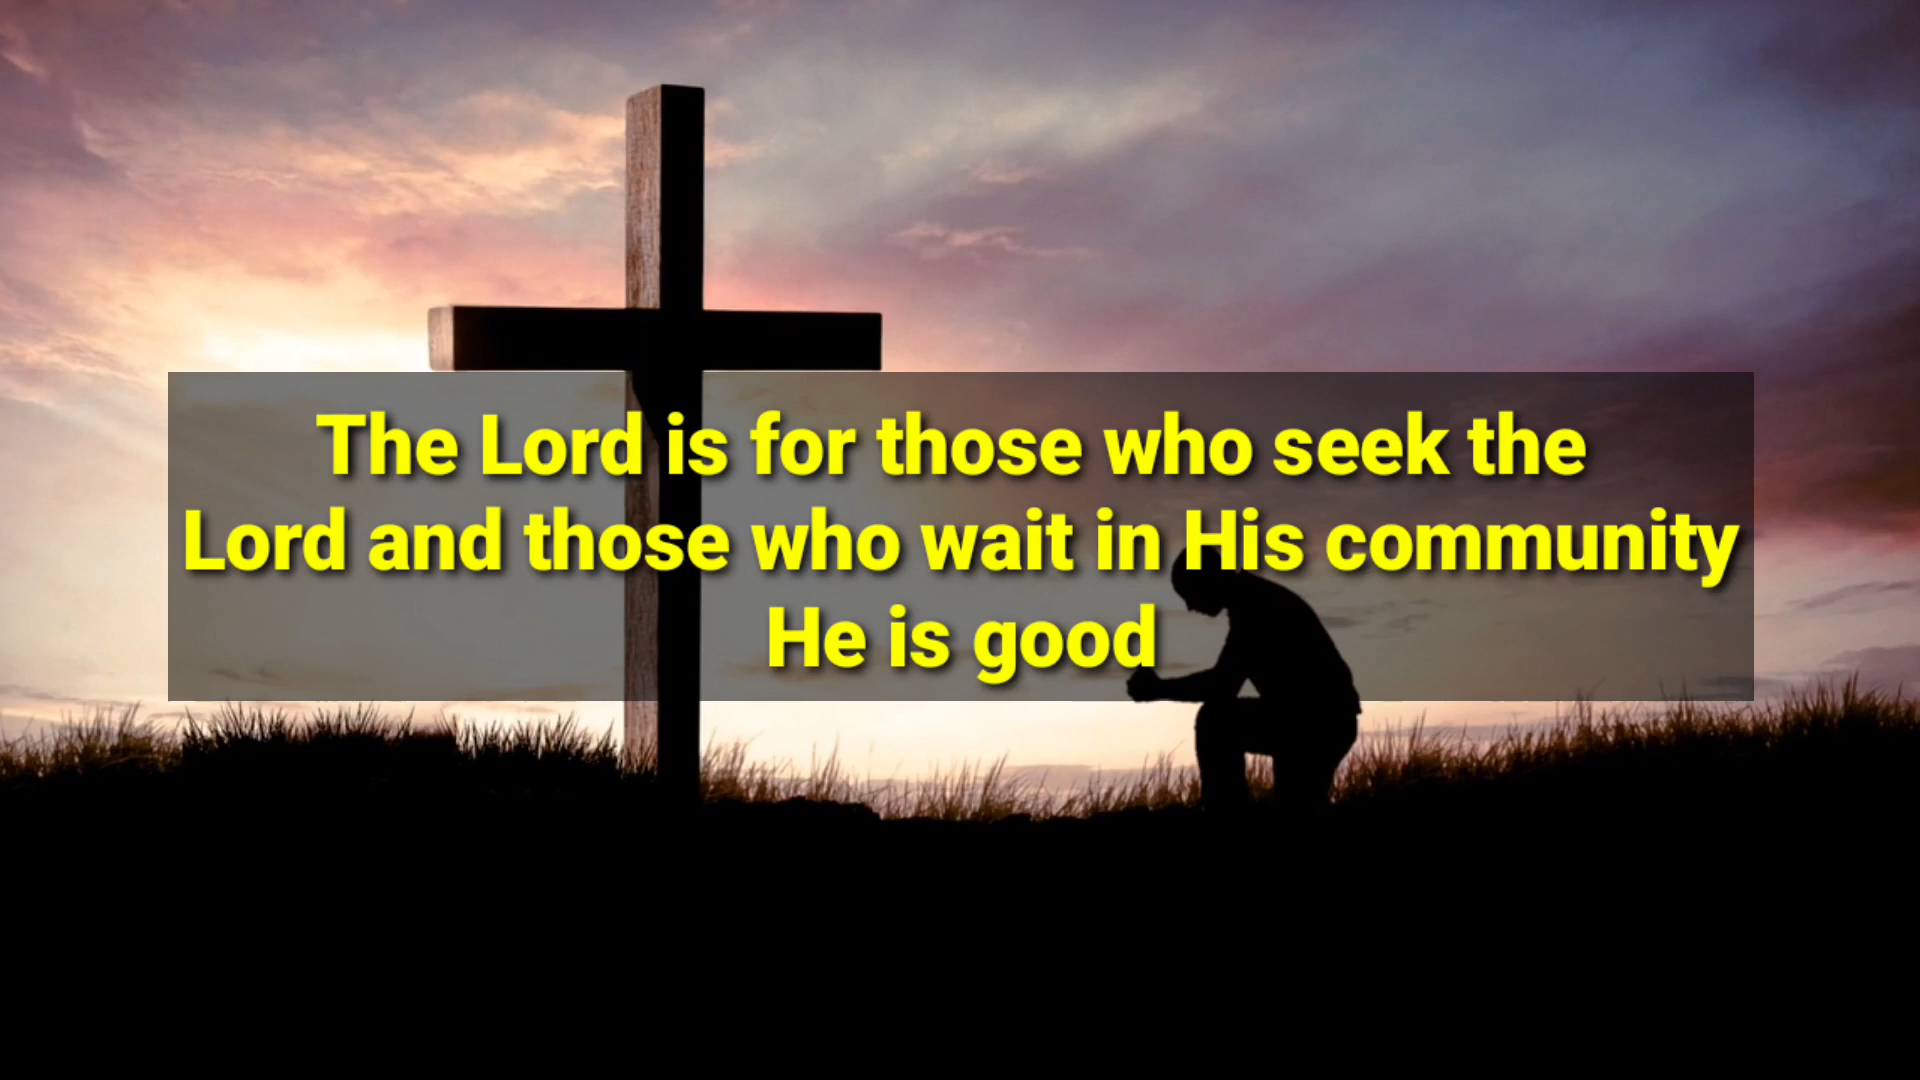 The Lord is for those who seek the
Lord and those who wait in His community
He is good